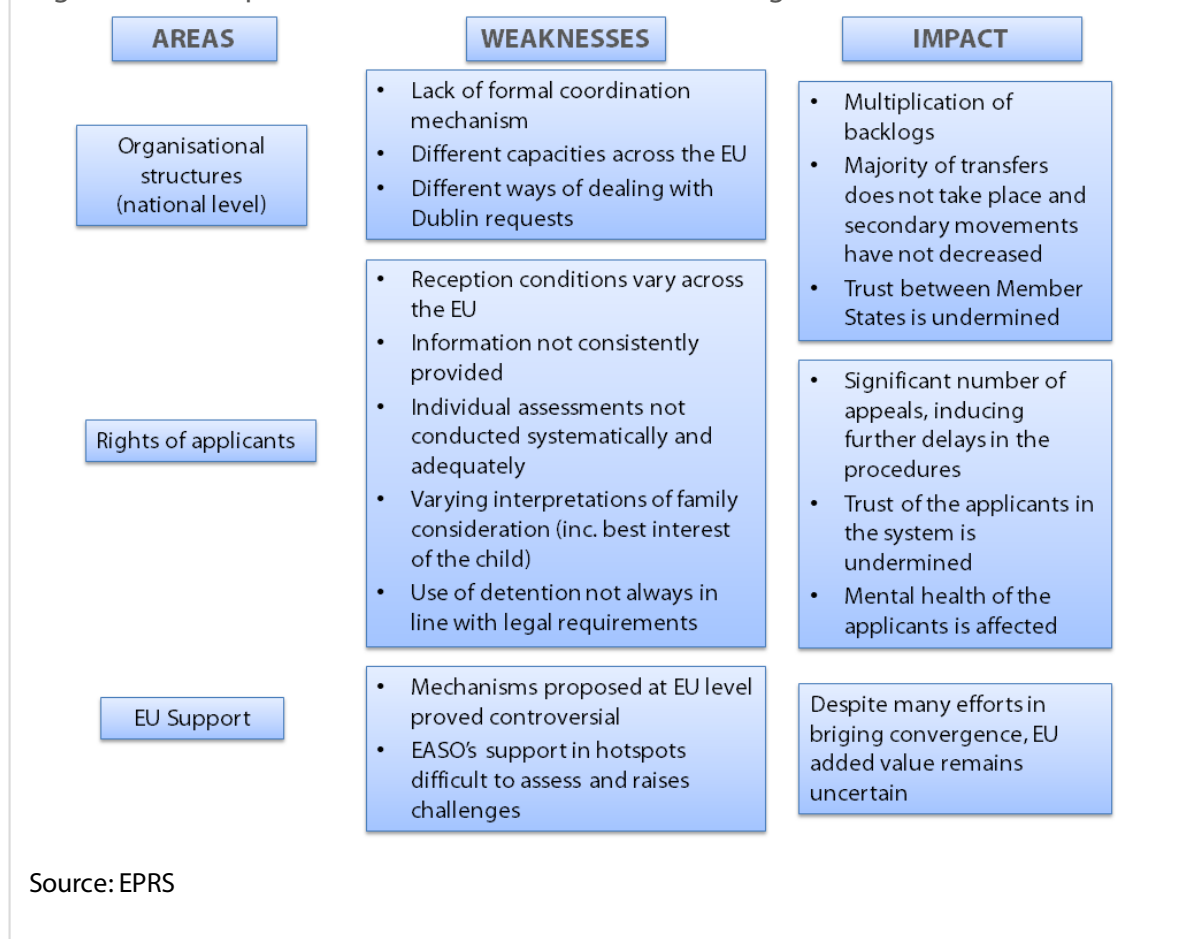 AREAS
WEAKNESSES
IMPACT
Organisational
structures
(national level)
• Lack of formal coordination
mechanism
• Different capacities across the EU
• Different ways of dealing with
Dublin requests
• Multiplication of
backlogs
• Majority of transfers
does not take place and
secondary movements
have not decreased
• Trust between Member
States is undermined
Rights of applicants
• Reception conditions vary across
the EU
• Information not consistently
provided
• Individual assessments not
conducted systematically and
adequately
• Varying interpretations of family
consideration (inc. best interest
of the child)
• Use of detention not always in
line with legal requirements
• Significant number of
appeals, inducing
further delays in the
procedures
• Trust of the applicants in
the system is
undermined
• Mental health of the
applicants is affected
EU Support
• Mechanisms proposed at EU level
proved controversial
• EASO’s support in hotspots
difficult to assess and raises
challenges
Despite many efforts in
briging convergence, EU
added value remains
uncertain
Source: EPRS